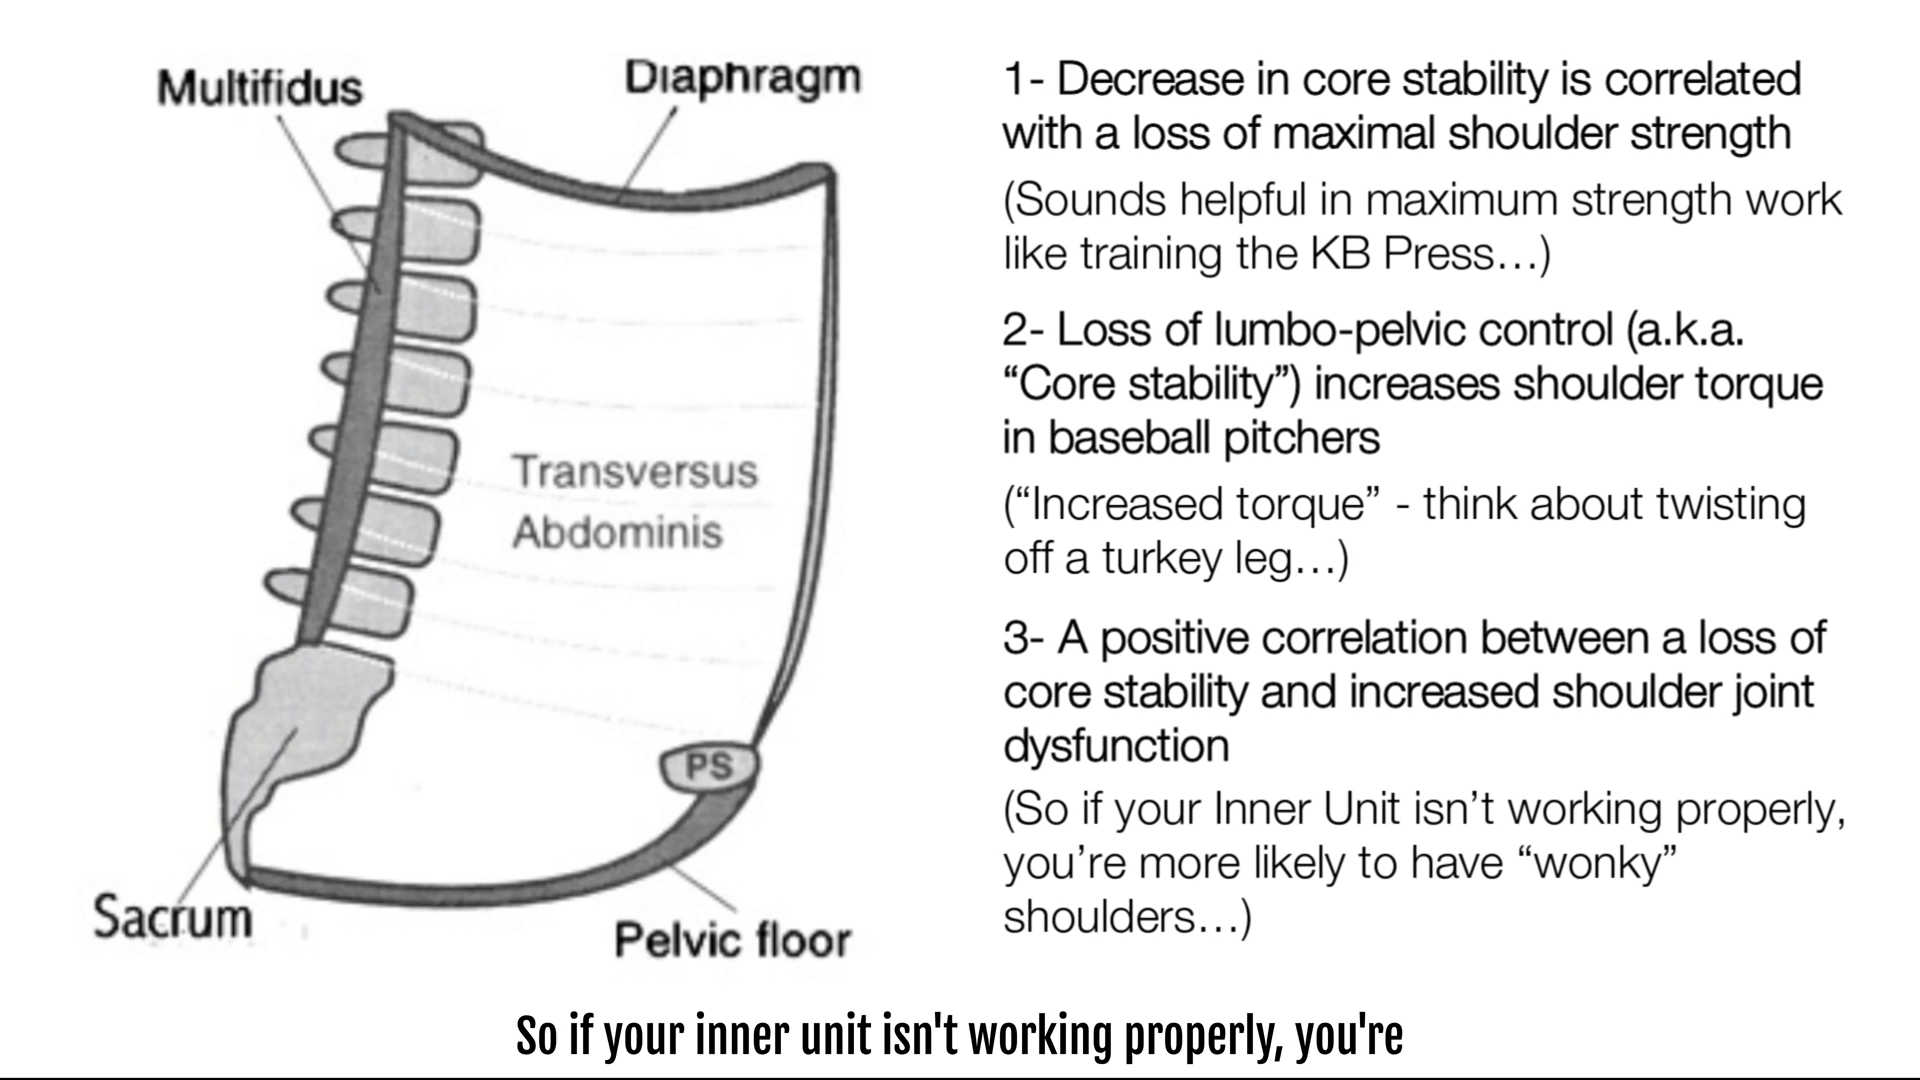 Multifidus
Diaphragm
Transversus
Abdominis
PS
Sacrum
Pelvic floor
1- Decrease in core stability is correlated
with a loss of maximal shoulder strength
(Sounds helpful in maximum strength work
like training the KB Press…)
2- Loss of lumbo-pelvic control (a.k.a.
“Core stability”) increases shoulder torque
in baseball pitchers
(“Increased torque” - think about twisting
off a turkey leg…)
3- A positive correlation between a loss of
core stability and increased shoulder joint
dysfunction
(So if your Inner Unit isn’t working properly,
you’re more likely to have “wonky”
shoulders…)
So if your inner unit isn't working properly, you're